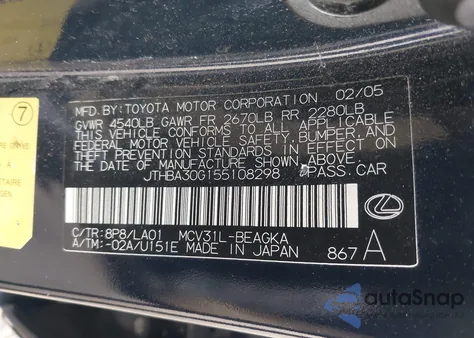 7
MFD.BY: TOYOTA MOTOR CORPORATION 02/05
GVWR 4540LB GAWR FR 2670LB RR 2280LB
THIS VEHICLE CONFORMS TO ALL APPLICABLE
FEDERAL MOTOR VEHICLE SAFETY, BUMPER, AND
THEFT PREVENTION STANDARDS IN EFFECT ON
THE DATE OF MANUFACTURE SHOWN ABOVE.
JTHBA30G155108298 PASS.CAR
C/TR: 8P8/LA01 MCV31L-BEAGKA
A/TM: -02A/U151E MADE IN JAPAN 867 A
autoSnap